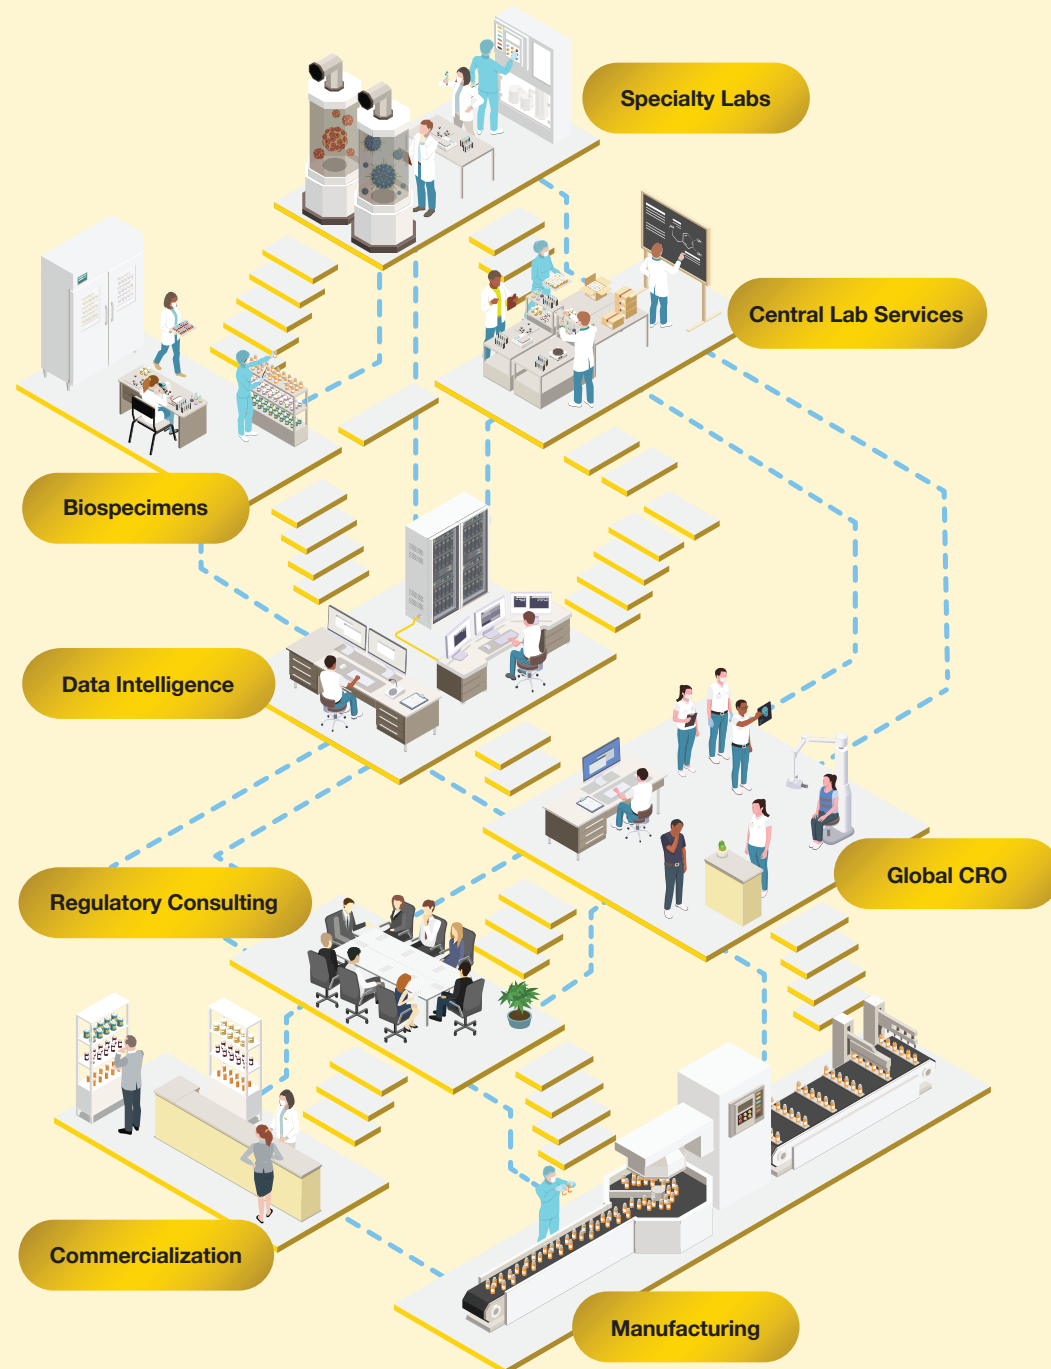 Specialty Labs
Central Lab Services
Biospecimens
Data Intelligence
Global CRO
Regulatory Consulting
Commercialization
Manufacturing